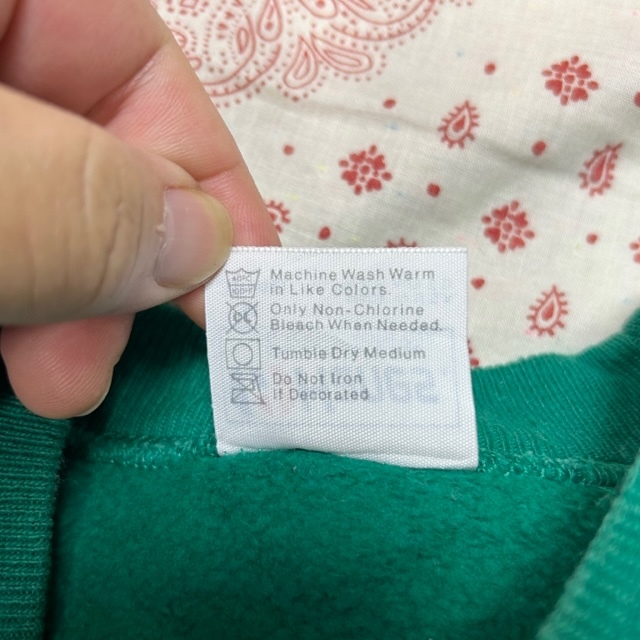 Machine Wash Warm
in Like Colors.
Only Non-Chlorine
Bleach When Needed.
Tumble Dry Medium
Do Not Iron
if Decorated